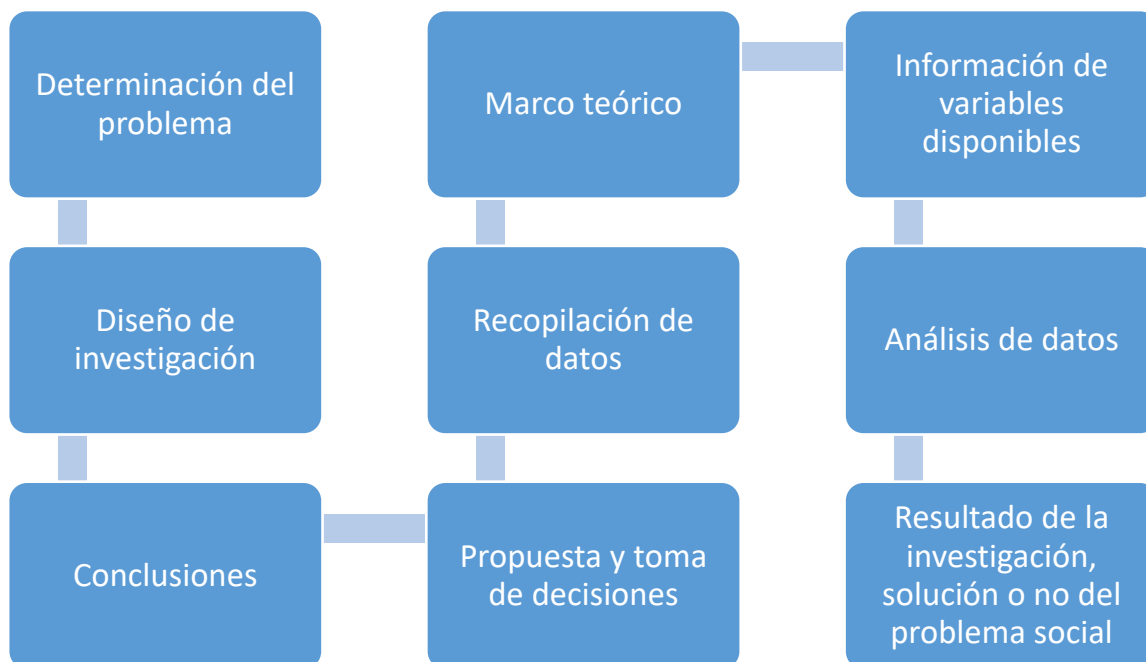 Determinación del
problema
Marco teórico
Información de
variables
disponibles
Diseño de
investigación
Recopilación de
datos
Análisis de datos
Conclusiones
Propuesta y toma
de decisiones
Resultado de la
investigación,
solución o no del
problema social